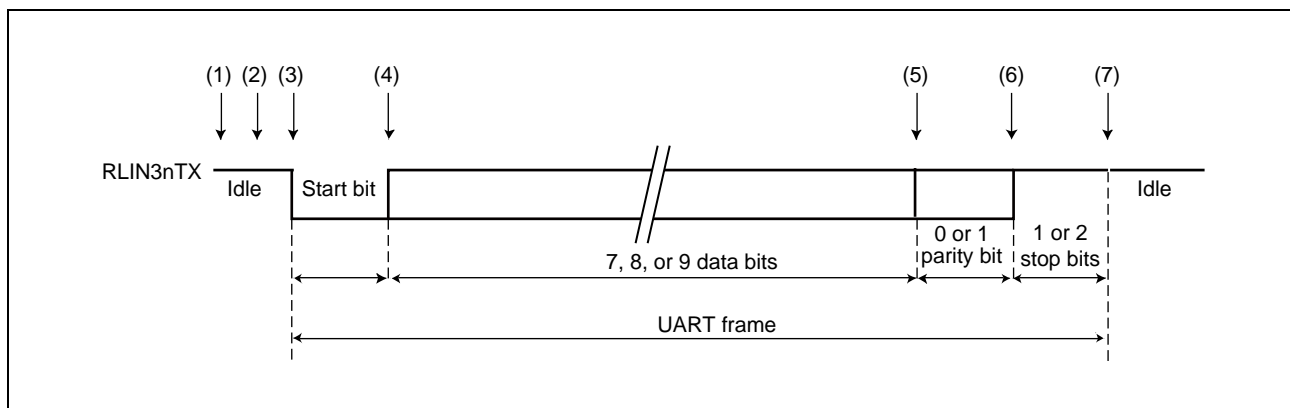 (1) (2) (3) (4) (5) (6) (7)
RLIN3nTX
Idle
Start bit
Idle
7, 8, or 9 data bits
0 or 1
parity bit
1 or 2
stop bits
UART frame